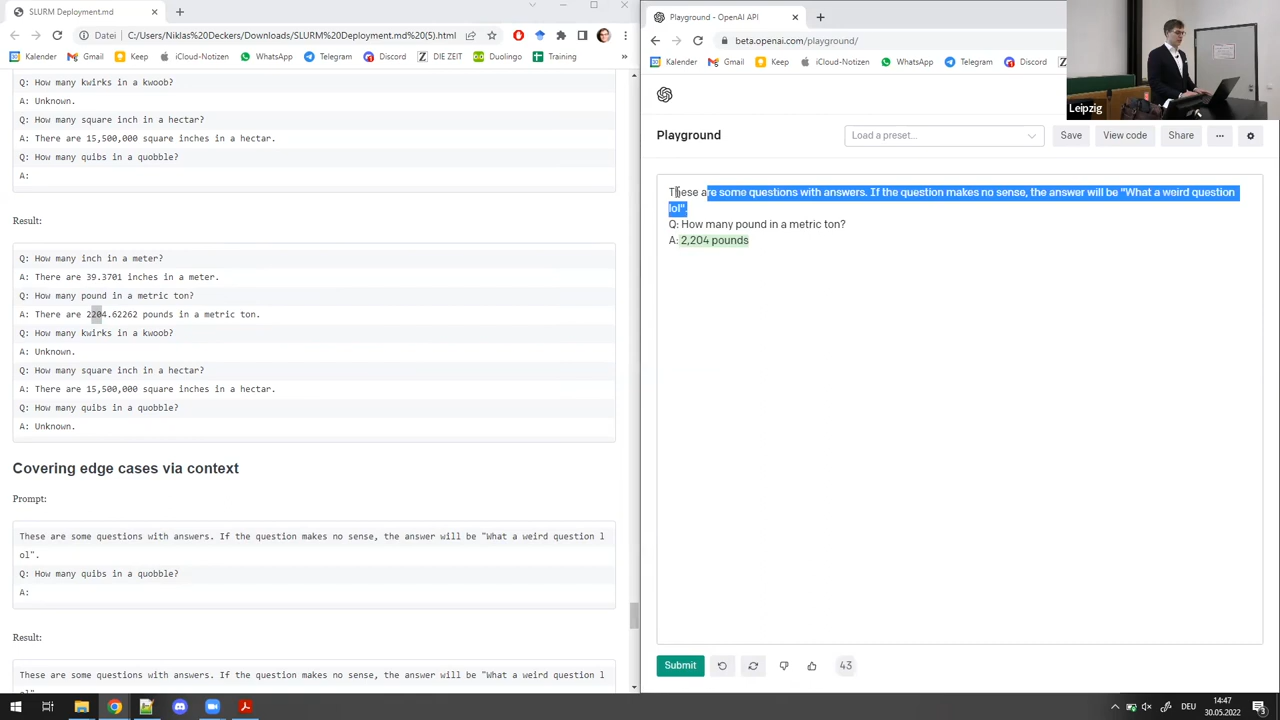 SLURM Deployment.md
Datei
C:/Users/Niklas%20Deckers/Downloads/SLURM%20Deployment.md%20(5).html
Kalender
Gmail
Keep
iCloud-Notizen
WhatsApp
Telegram
Discord
DIE ZEIT
Duolingo
Training
»
Q: How many kwirks in a kwoob?
A: Unknown.
Q: How many square inch in a hectar?
A: There are 15,500,000 square inches in a hectar.
Q: How many quibs in a quobble?
A:
Result:
Q: How many inch in a meter?
A: There are 39.3701 inches in a meter.
Q: How many pound in a metric ton?
A: There are 2204.62262 pounds in a metric ton.
Q: How many kwirks in a kwoob?
A: Unknown.
Q: How many square inch in a hectar?
A: There are 15,500,000 square inches in a hectar.
Q: How many quibs in a quobble?
A: Unknown.
Covering edge cases via context
Prompt:
These are some questions with answers. If the question makes no sense, the answer will be "What a weird question l
ol".
Q: How many quibs in a quobble?
A:
Result:
These are some questions with answers. If the question makes no sense, the answer will be "What a weird question l
Playground - OpenAI API
beta.openai.com/playground/
Kalender
Gmail
Keep
iCloud-Notizen
WhatsApp
Telegram
Discord
Leipzig
Playground
Load a preset...
Save
View code
Share
These are some questions with answers. If the question makes no sense, the answer will be "What a weird question
lol".
Q: How many pound in a metric ton?
A: 2,204 pounds
Submit
43
DEU
14:47
30.05.2022
3